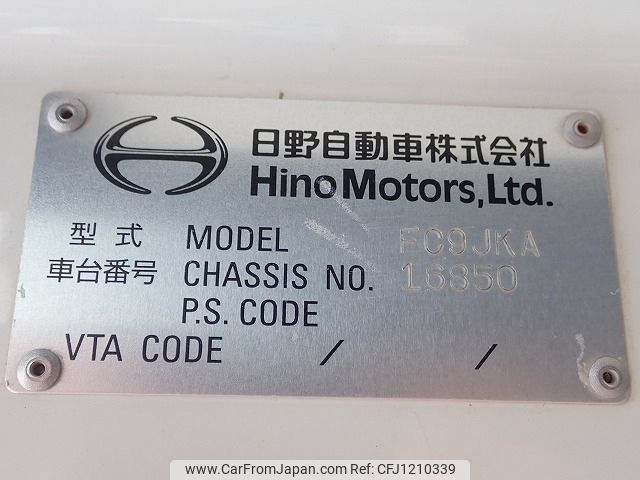 日野自動車株式会社
Hino Motors, Ltd.
型式 MODEL FC9JKA
車台番号 CHASSIS NO. 16850
P.S. CODE
VTA CODE / /
www.CarFromJapan.com | CFJ1210339